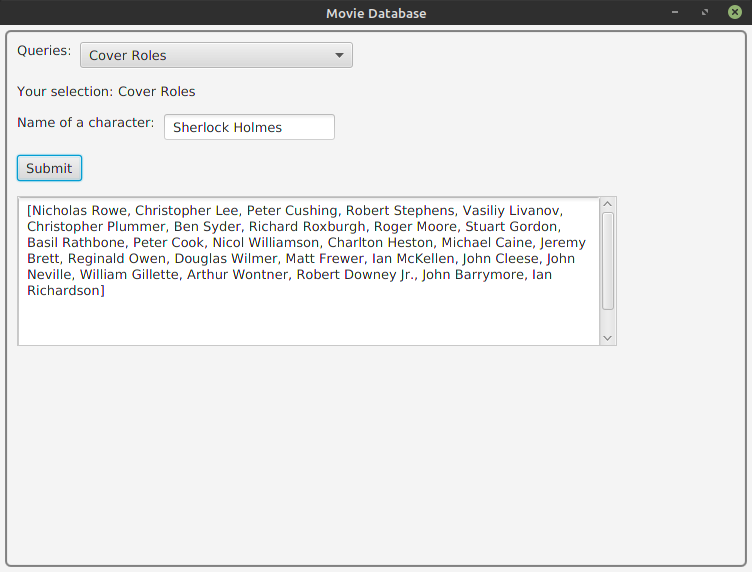 Movie Database
Queries: Cover Roles
Your selection: Cover Roles
Name of a character: Sherlock Holmes
Submit
[Nicholas Rowe, Christopher Lee, Peter Cushing, Robert Stephens, Vasiliy Livanov,
Christopher Plummer, Ben Syder, Richard Roxburgh, Roger Moore, Stuart Gordon,
Basil Rathbone, Peter Cook, Nicol Williamson, Charlton Heston, Michael Caine, Jeremy
Brett, Reginald Owen, Douglas Wilmer, Matt Frewer, Ian McKellen, John Cleese, John
Neville, William Gillette, Arthur Wontner, Robert Downey Jr., John Barrymore, Ian
Richardson]